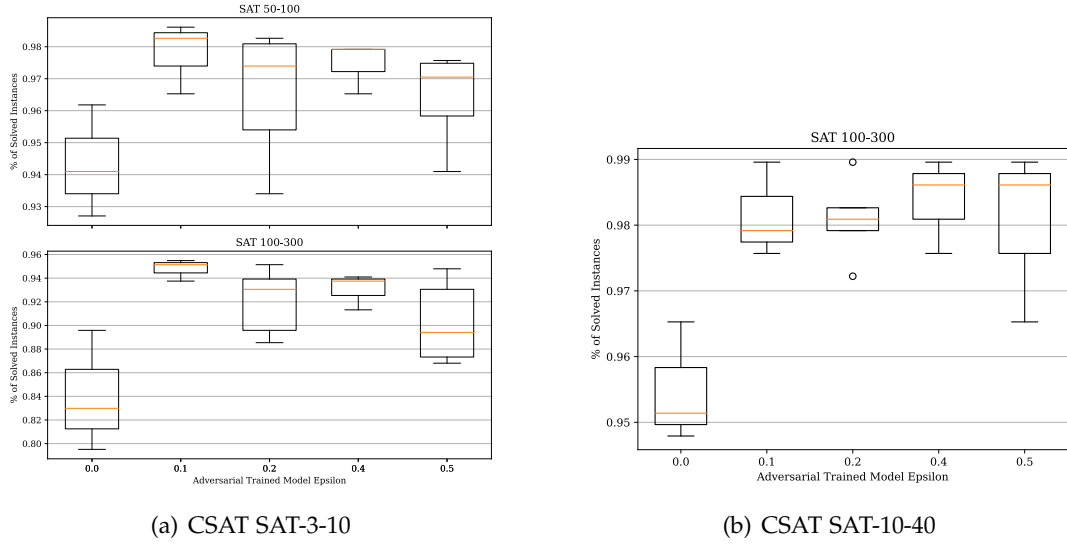 SAT 50-100
% of Solved Instances
0.98
0.97
0.96
0.95
0.94
0.93
SAT 100-300
% of Solved Instances
0.96
0.94
0.92
0.90
0.88
0.86
0.84
0.82
0.80
0.0 0.1 0.2 0.4 0.5
Adversarial Trained Model Epsilon
(a) CSAT SAT-3-10
SAT 100-300
% of Solved Instances
0.99
0.98
0.97
0.96
0.95
0.0 0.1 0.2 0.4 0.5
Adversarial Trained Model Epsilon
(b) CSAT SAT-10-40